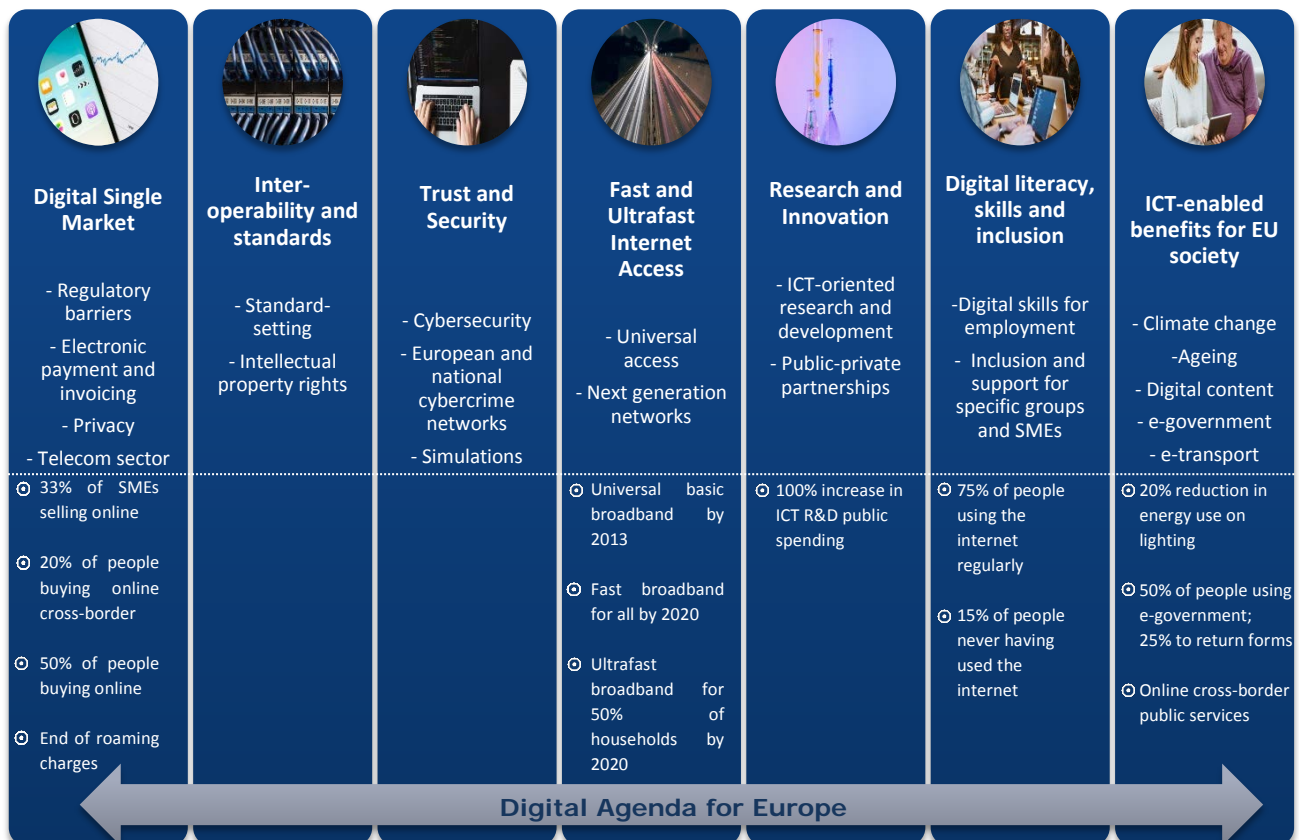 Digital Single
Market
- Regulatory
barriers
- Electronic
payment and
invoicing
- Privacy
- Telecom sector
33% of SMEs
selling online
20% of people
buying online
cross-border
50% of people
buying online
End of roaming
charges
Inter-
operability and
standards
- Standard-
setting
- Intellectual
property rights
Trust and
Security
- Cybersecurity
- European and
national
cybercrime
networks
- Simulations
Fast and
Ultrafast
Internet
Access
- Universal
access
- Next generation
networks
Universal basic
broadband by
2013
Fast broadband
for all by 2020
Ultrafast
broadband for
50% of
households by
2020
Research and
Innovation
- ICT-oriented
research and
development
- Public-private
partnerships
100% increase in
ICT R&D public
spending
Digital literacy,
skills and
inclusion
-Digital skills for
employment
- Inclusion and
support for
specific groups
and SMEs
75% of people
using the
internet
regularly
15% of people
never having
used the
internet
ICT-enabled
benefits for EU
society
- Climate change
-Ageing
- Digital content
- e-government
- e-transport
20% reduction in
energy use on
lighting
50% of people using
e-government;
25% to return forms
Online cross-border
public services
Digital Agenda for Europe